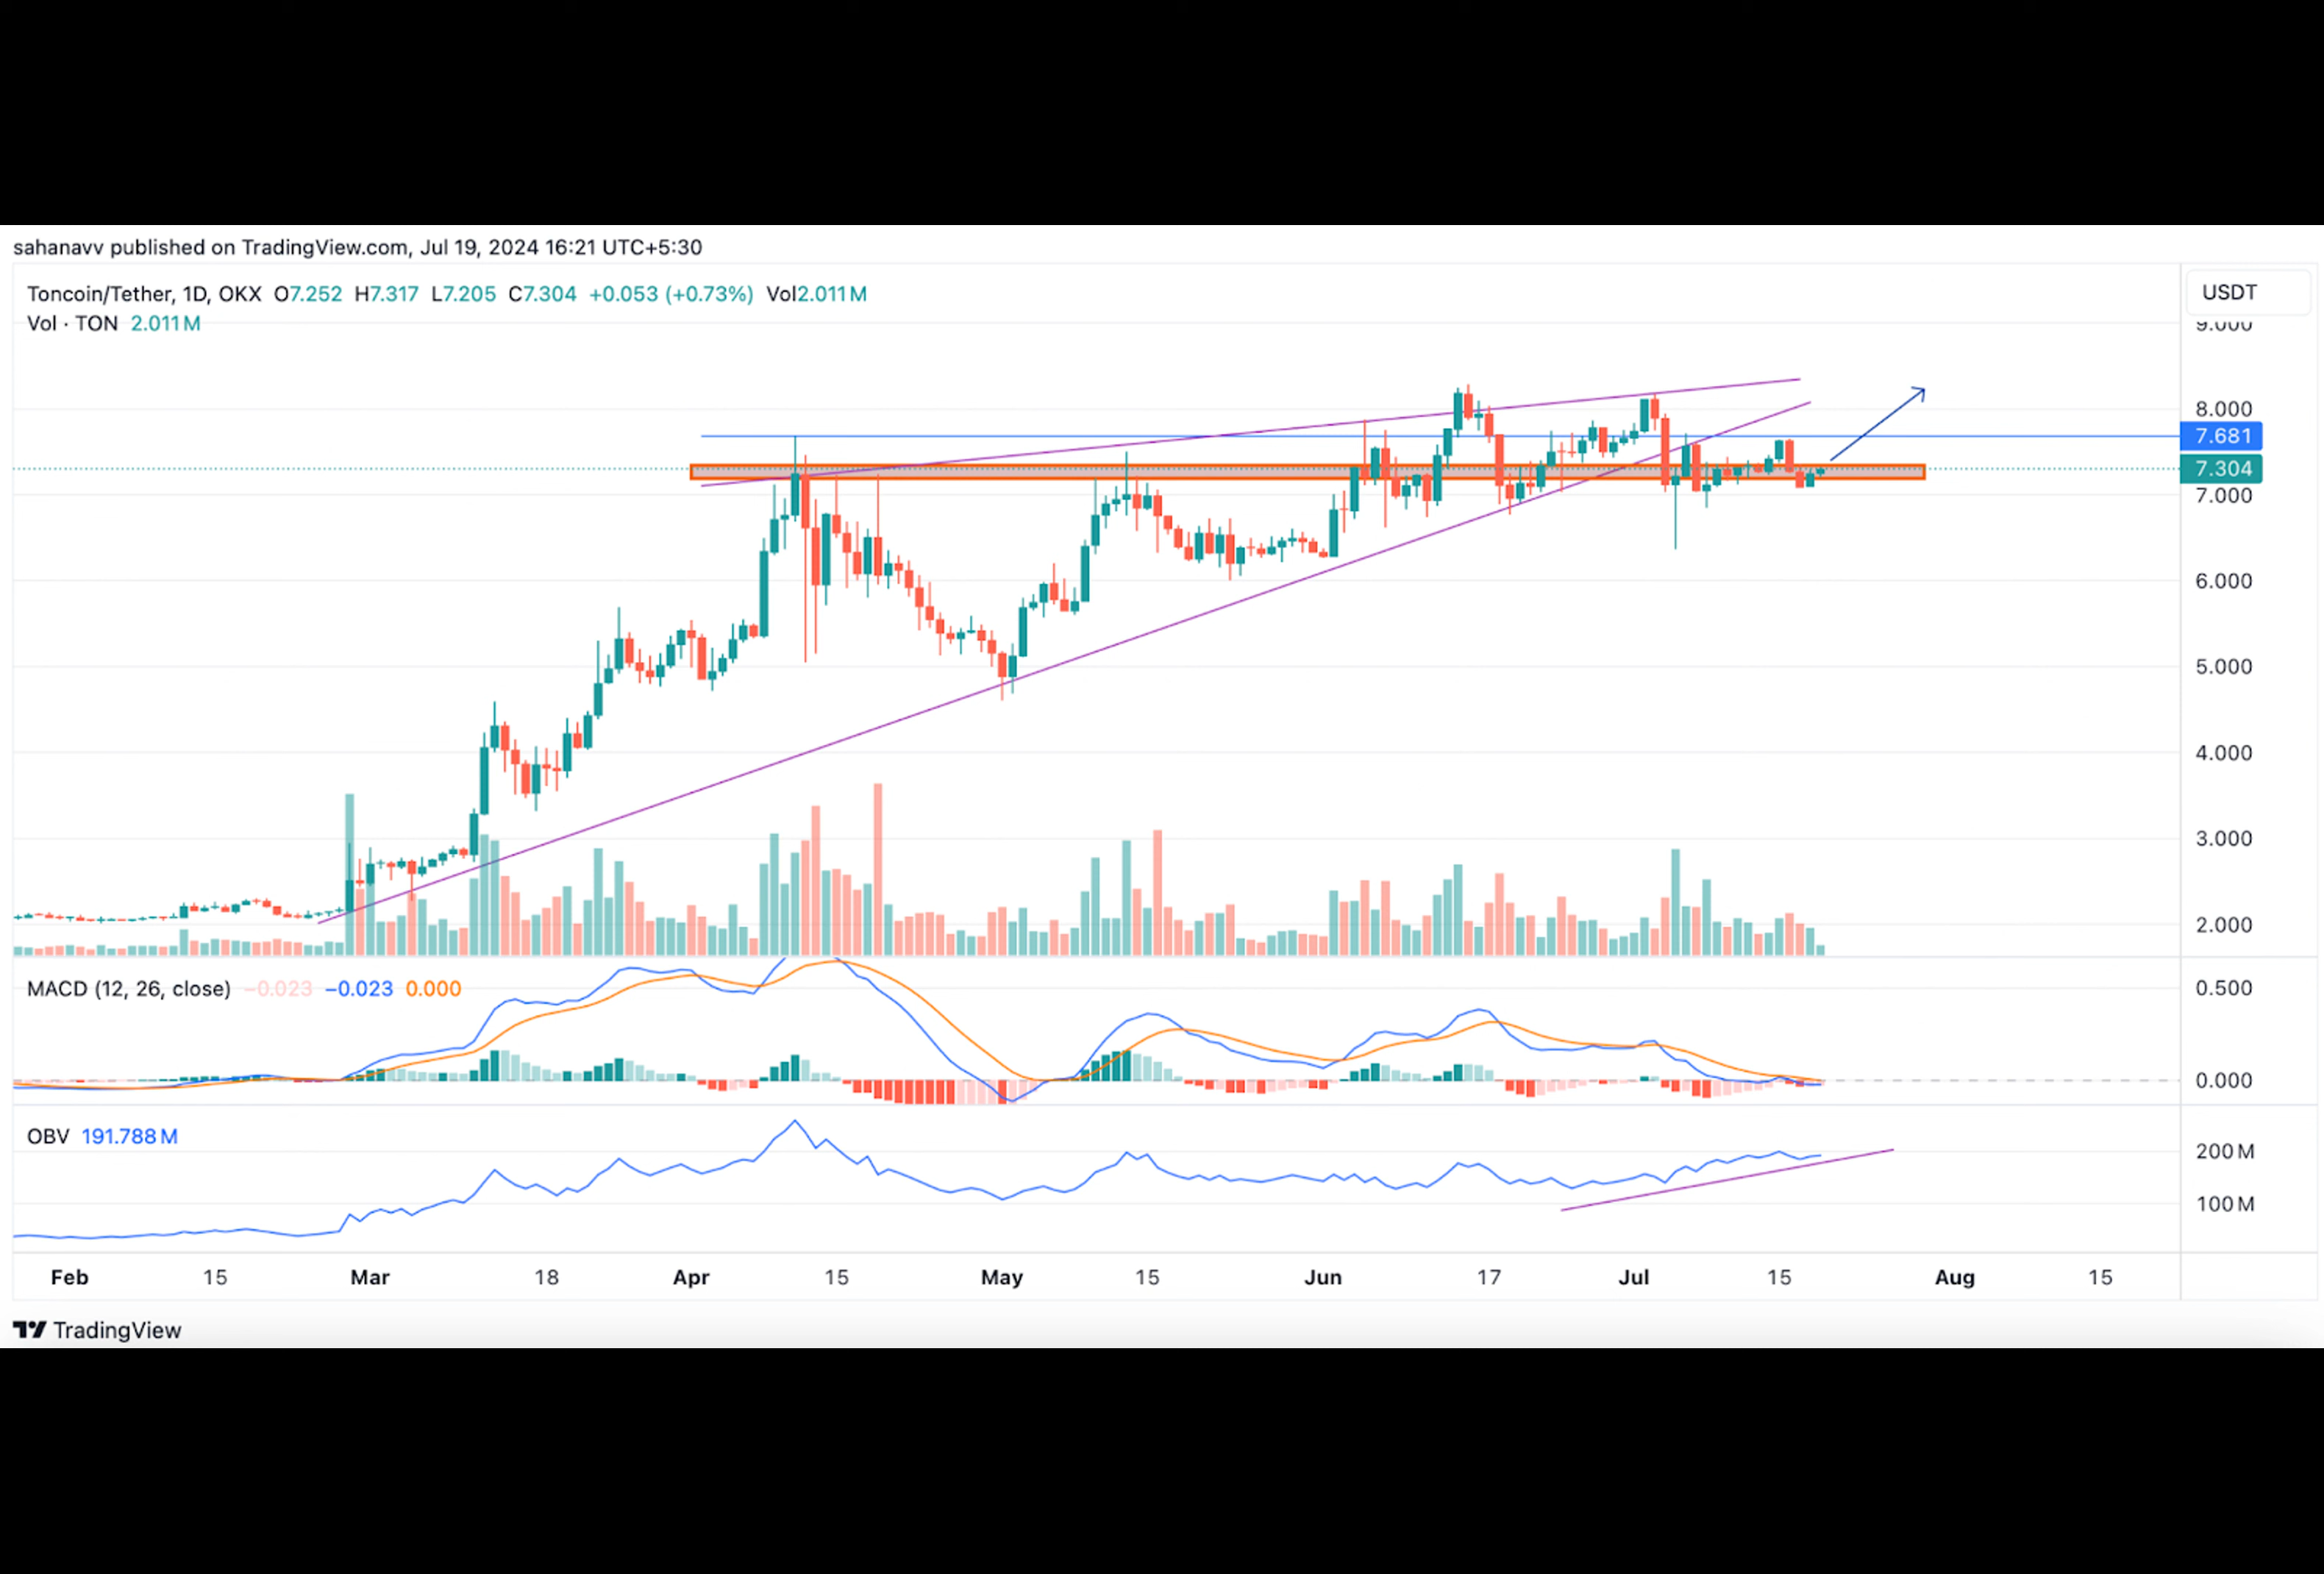 sahanavv published on TradingView.com, Jul 19, 2024 16:21 UTC+5:30
Toncoin/Tether, 1D, OKX O7.252 H7.317 L7.205 C7.304 +0.053 (+0.73%) Vol2.011M
Vol · TON 2.011M
USDT
9.000
8.000
7.681
7.304
7.000
6.000
5.000
4.000
3.000
2.000
MACD (12, 26, close) −0.023 −0.023 0.000
0.500
0.000
OBV 191.788M
200M
100M
Feb 15 Mar 18 Apr 15 May 15 Jun 17 Jul 15 Aug 15
TradingView